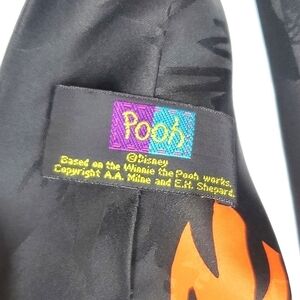 Pooh
©Disney
Based on the Winnie the Pooh works.
Copyright A.A. Milne and E.H. Shepard.